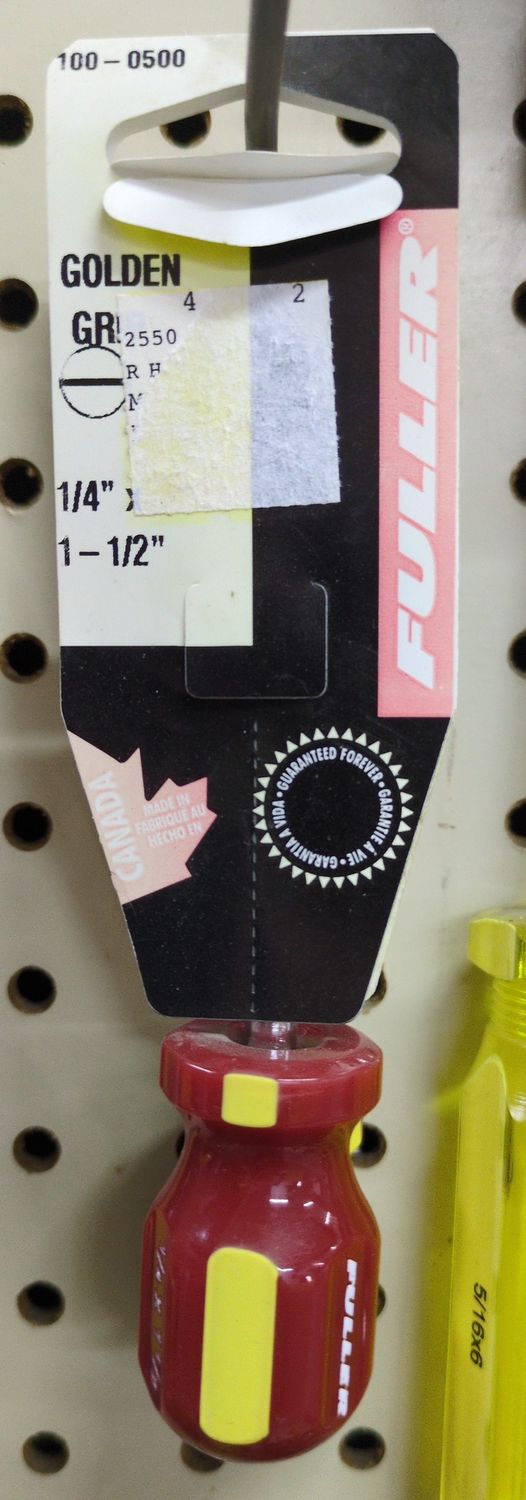 100-0500
GOLDEN
4 2
2550
R H
1/4" x
1-1/2"
FULLER®
CANADA
MADE IN
FABRIQUE AU
HECHO EN
GUARANTEED FOREVER • GARANTIE À VIE • GARANTIA A VIDA •
FULLER
5/16x6